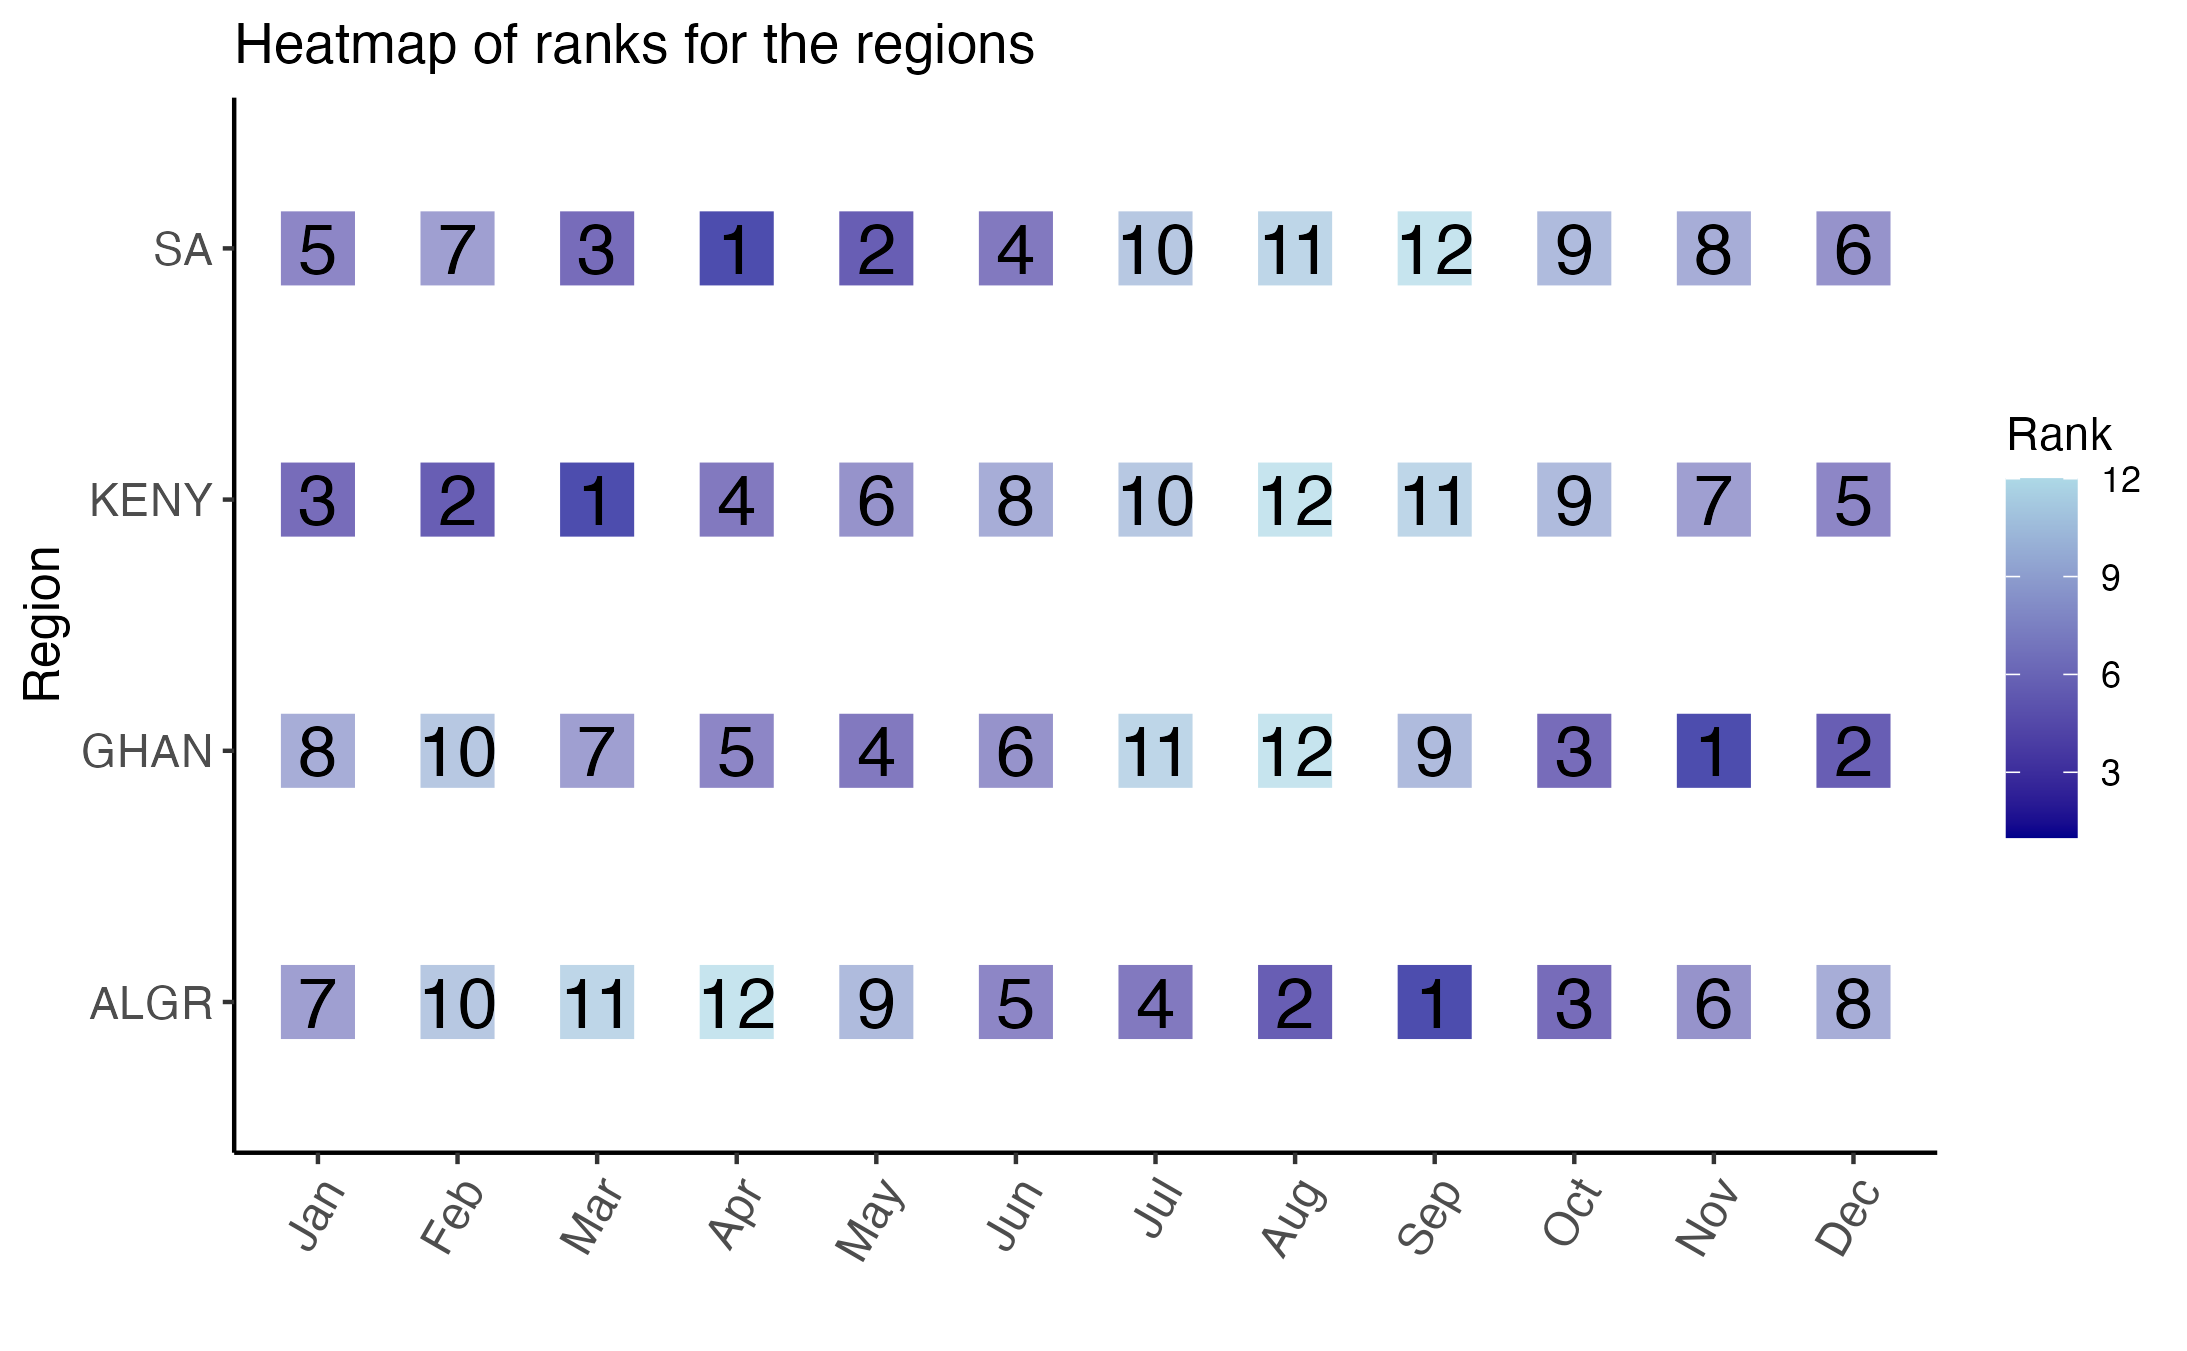 Heatmap of ranks for the regions
SA 5 7 3 1 2 4 10 11 12 9 8 6
KENY 3 2 1 4 6 8 10 12 11 9 7 5
GHAN 8 10 7 5 4 6 11 12 9 3 1 2
ALGR 7 10 11 12 9 5 4 2 1 3 6 8
Jan Feb Mar Apr May Jun Jul Aug Sep Oct Nov Dec
Region
Rank
12
9
6
3